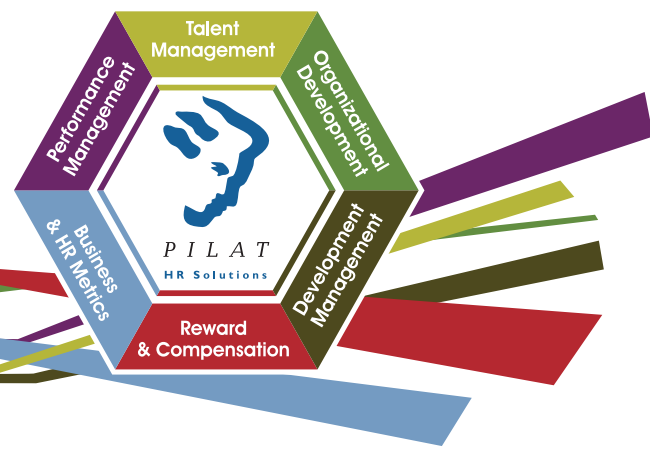 Talent
Management
Organizational
Development
Development
Management
Reward
& Compensation
Business
& HR Metrics
Performance
Management
PILAT
HR Solutions